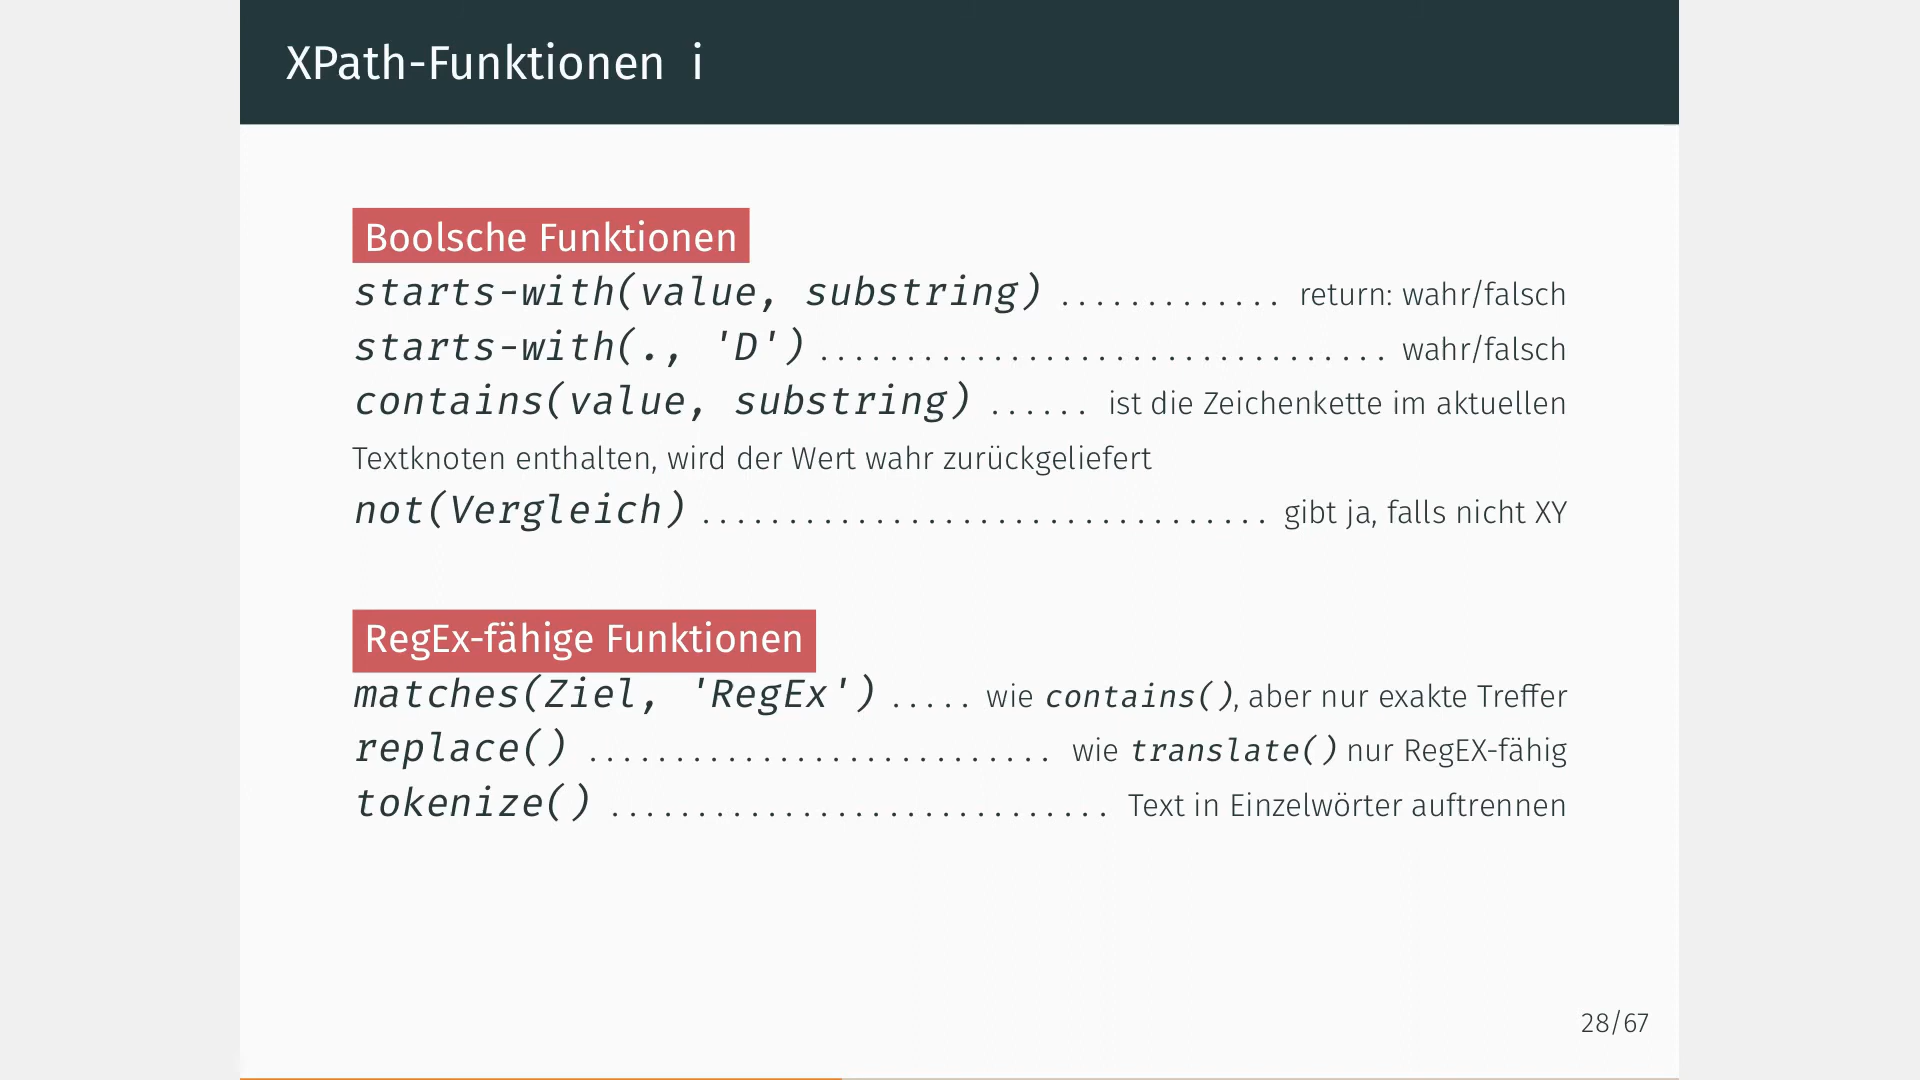 XPath-Funktionen i
Boolsche Funktionen
starts-with(value, substring) ............. return: wahr/falsch
starts-with(., 'D') .................................. wahr/falsch
contains(value, substring) ...... ist die Zeichenkette im aktuellen
Textknoten enthalten, wird der Wert wahr zurückgeliefert
not(Vergleich) .................................. gibt ja, falls nicht XY
RegEx-fähige Funktionen
matches(Ziel, 'RegEx') ..... wie contains(), aber nur exakte Treffer
replace() ............................ wie translate() nur RegEX-fähig
tokenize() .............................. Text in Einzelwörter auftrennen
28/67